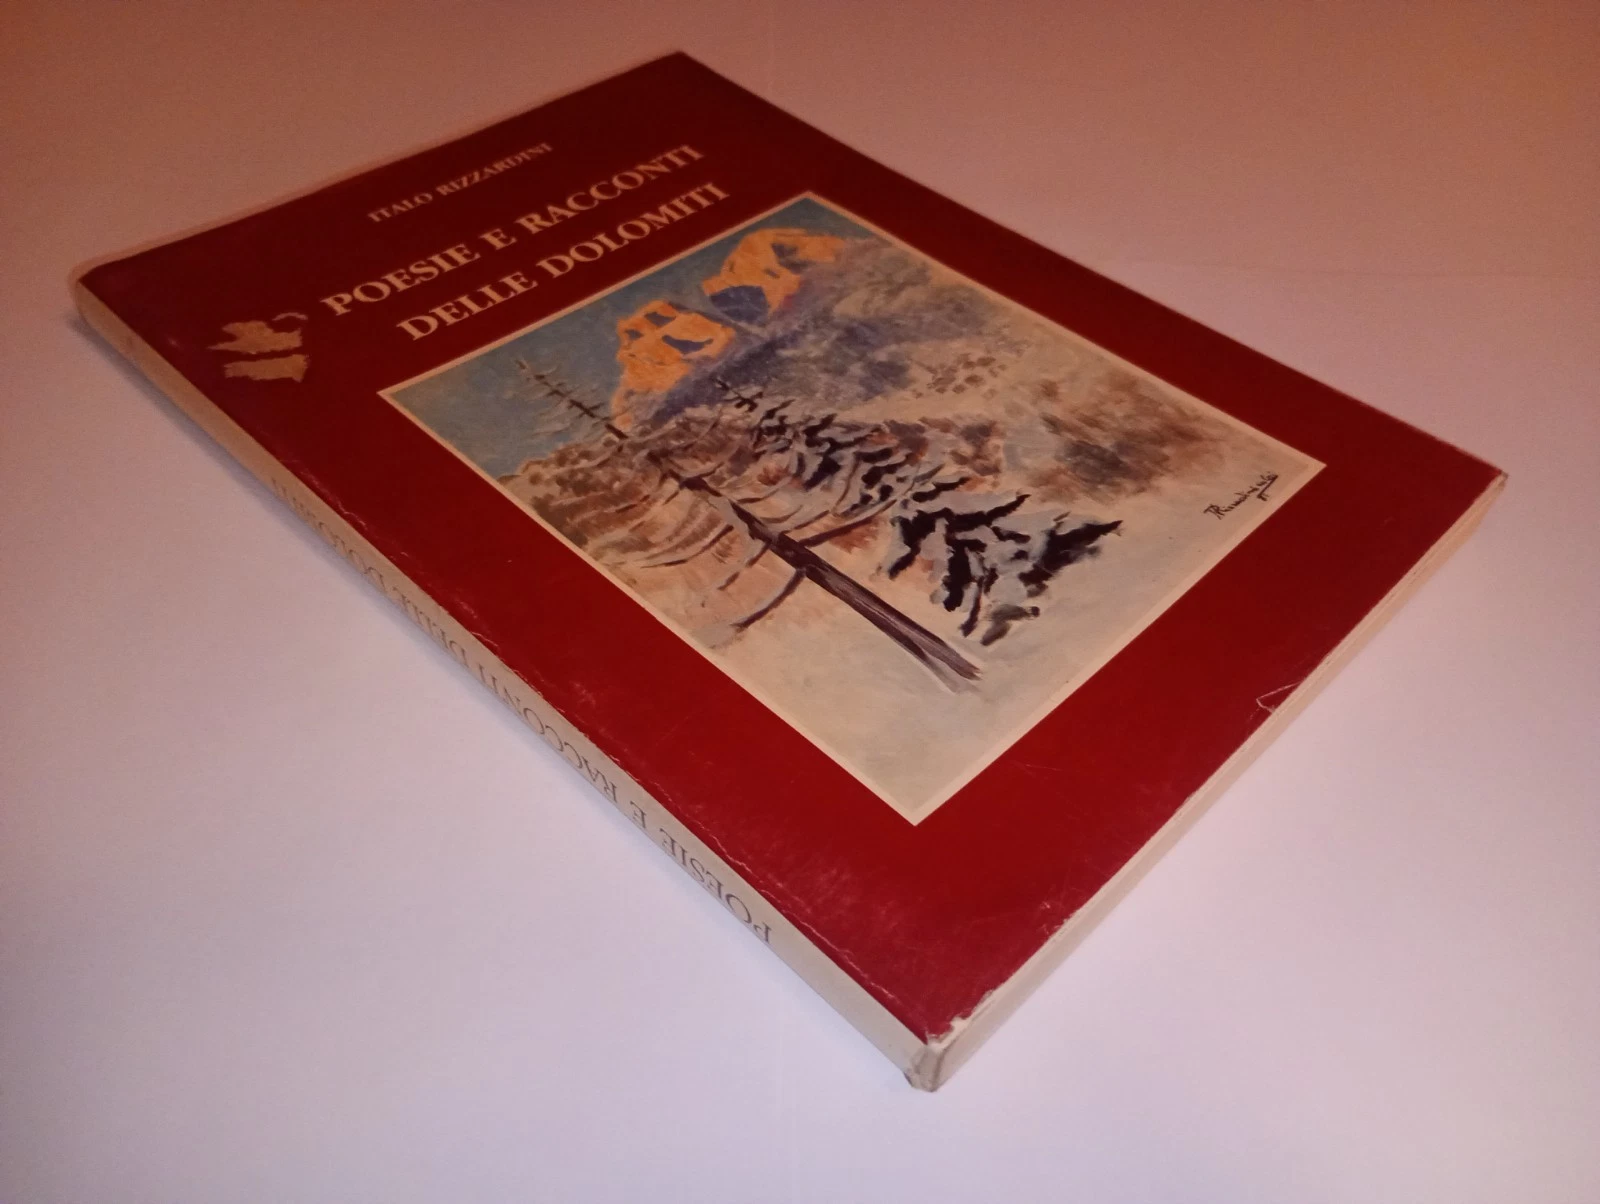 ITALO RIZZARDINI
POESIE E RACCONTI
DELLE DOLOMITI
POESIE E RACCONTI DELLE DOLOMITI